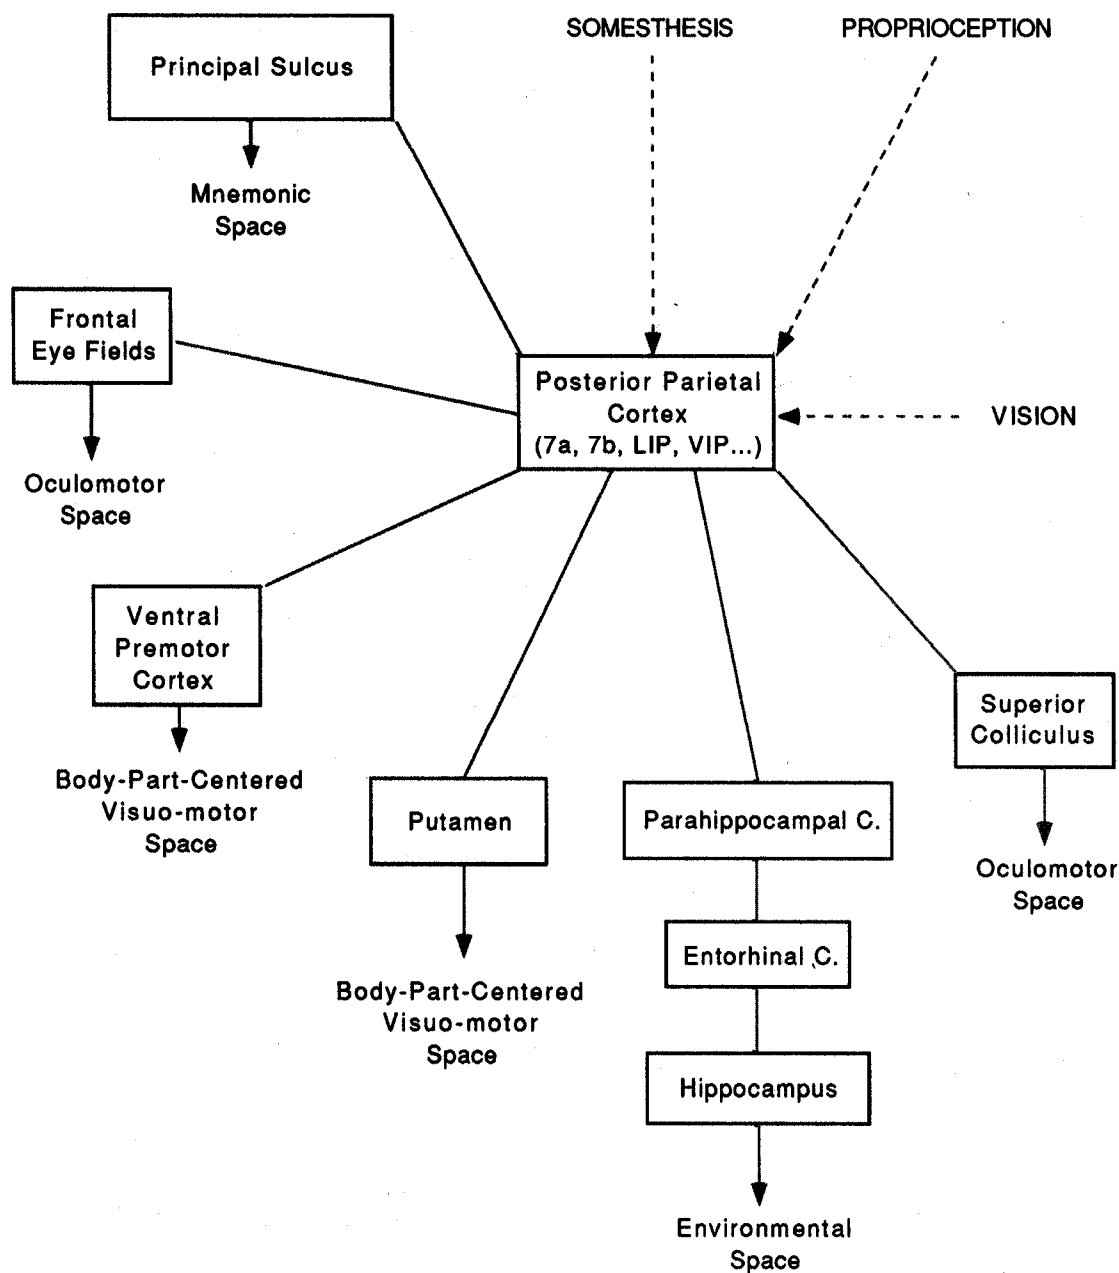 SOMESTHESIS
PROPRIOCEPTION
Principal Sulcus
Mnemonic
Space
Frontal
Eye Fields
Oculomotor
Space
Posterior Parietal
Cortex
(7a, 7b, LIP, VIP...)
VISION
Ventral
Premotor
Cortex
Body-Part-Centered
Visuo-motor
Space
Putamen
Body-Part-Centered
Visuo-motor
Space
Parahippocampal C.
Entorhinal C.
Hippocampus
Environmental
Space
Superior
Colliculus
Oculomotor
Space